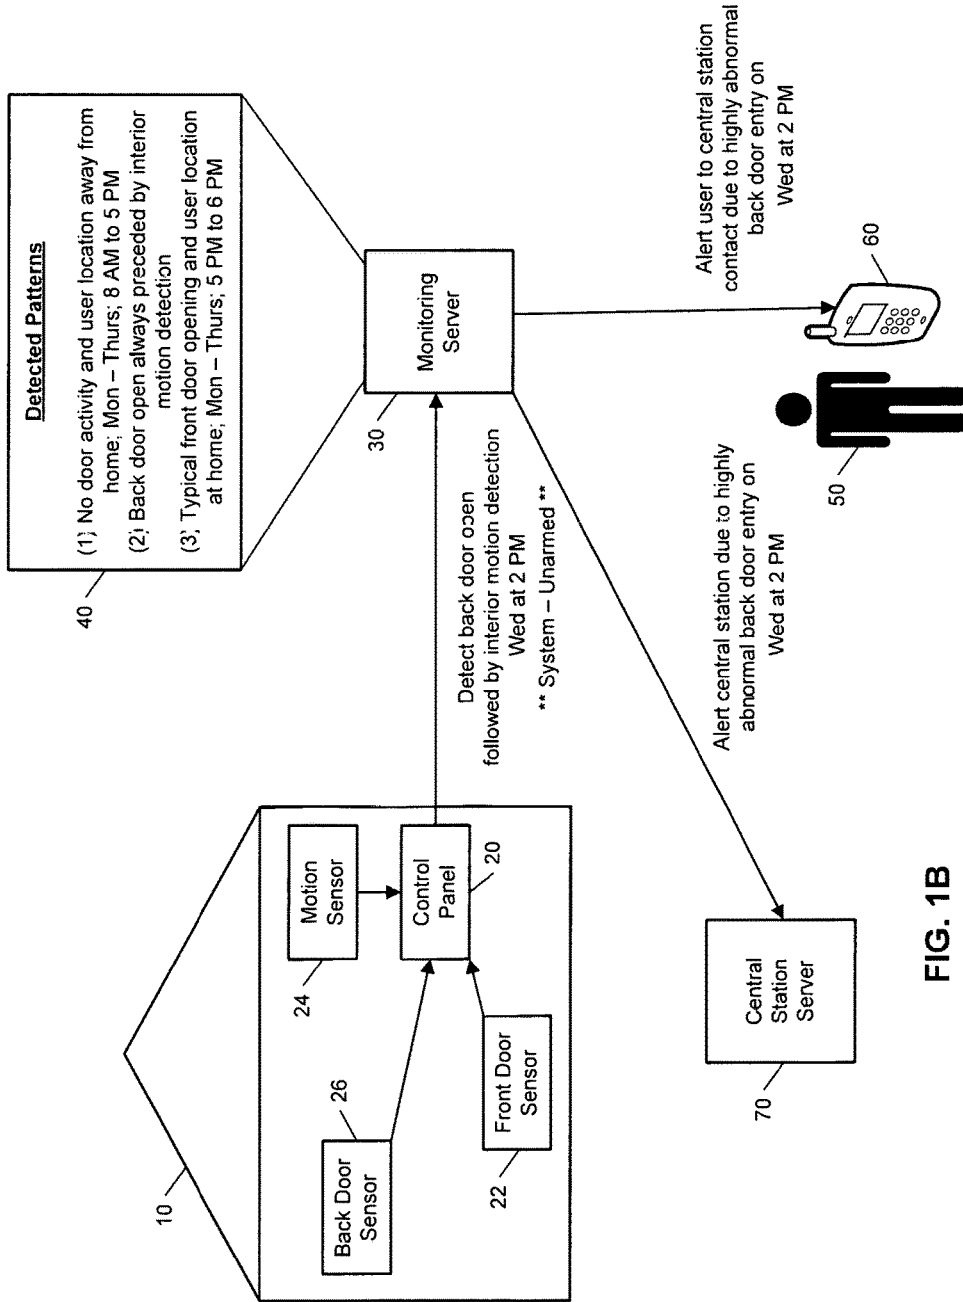 Detected Patterns
(1) No door activity and user location away from
home; Mon – Thurs; 8 AM to 5 PM
(2) Back door open always preceded by interior
motion detection
(3) Typical front door opening and user location
at home; Mon – Thurs; 5 PM to 6 PM
40
10
Motion
Sensor
24
Control
Panel
20
Back Door
Sensor
26
Front Door
Sensor
22
Detect back door open
followed by interior motion detection
Wed at 2 PM
** System – Unarmed **
Monitoring
Server
30
Alert user to central station
contact due to highly abnormal
back door entry on
Wed at 2 PM
60
50
Alert central station due to highly
abnormal back door entry on
Wed at 2 PM
Central
Station
Server
70
FIG. 1B